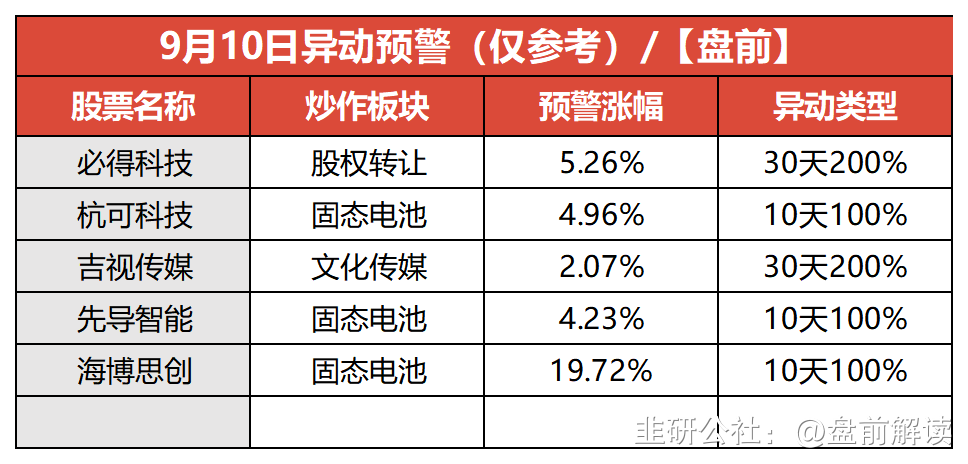 9月10日异动预警（仅参考）/【盘前】
股票名称 炒作板块 预警涨幅 异动类型
必得科技 股权转让 5.26% 30天200%
杭可科技 固态电池 4.96% 10天100%
吉视传媒 文化传媒 2.07% 30天200%
先导智能 固态电池 4.23% 10天100%
海博思创 固态电池 19.72% 10天100%
韭研公社：@盘前解读